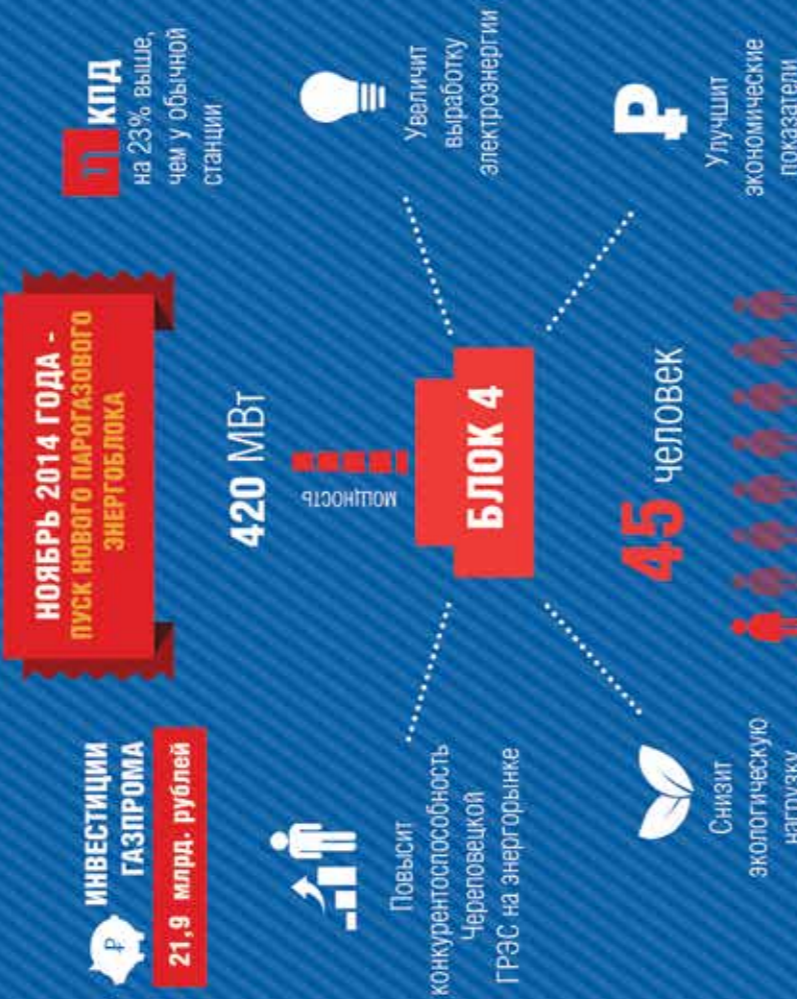 ИНВЕСТИЦИИ
ГАЗПРОМА
21,9 млрд. рублей
НОЯБРЬ 2014 ГОДА -
ПУСК НОВОГО ПАРОГАЗОВОГО
ЭНЕРГОБЛОКА
η КПД
на 23% выше,
чем у обычной
станции
420 МВт
мощность
БЛОК 4
Повысит
конкурентоспособность
Череповецкой
ГРЭС на энергорынке
Увеличит
выработку
электроэнергии
Снизит
экологическую
нагрузку
45 человек
₽
Улучшит
экономические
показатели